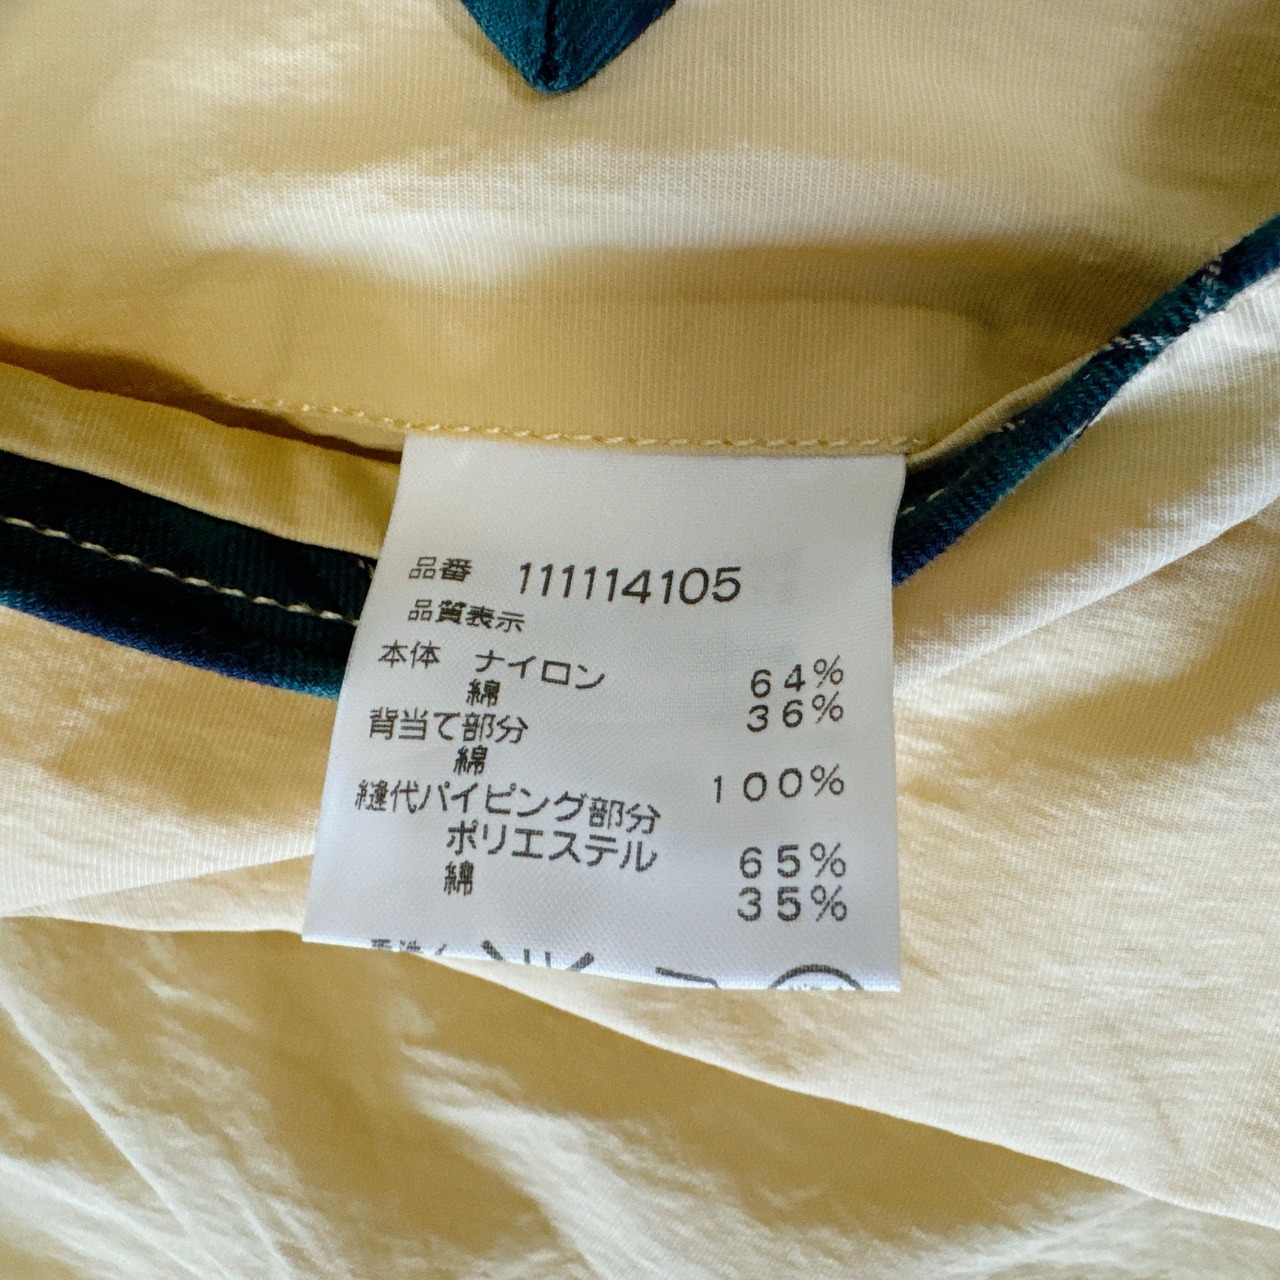 品番 111114105
品質表示
本体 ナイロン 64%
綿 36%
背当て部分
綿 100%
縫代パイピング部分
ポリエステル 65%
綿 35%